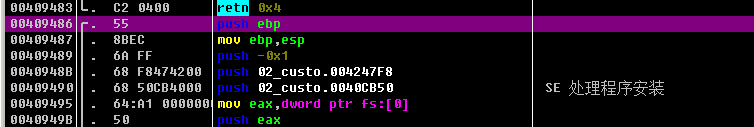 00409483 . C2 0400 retn 0x4
00409486 . 55 push ebp
00409487 . 8BEC mov ebp,esp
00409489 . 6A FF push -0x1
0040948B . 68 F8474200 push 02_custo.004247F8
00409490 . 68 50CB4000 push 02_custo.0040CB50 SE 处理程序安装
00409495 . 64:A1 0000000 mov eax,dword ptr fs:[0]
0040949B . 50 push eax